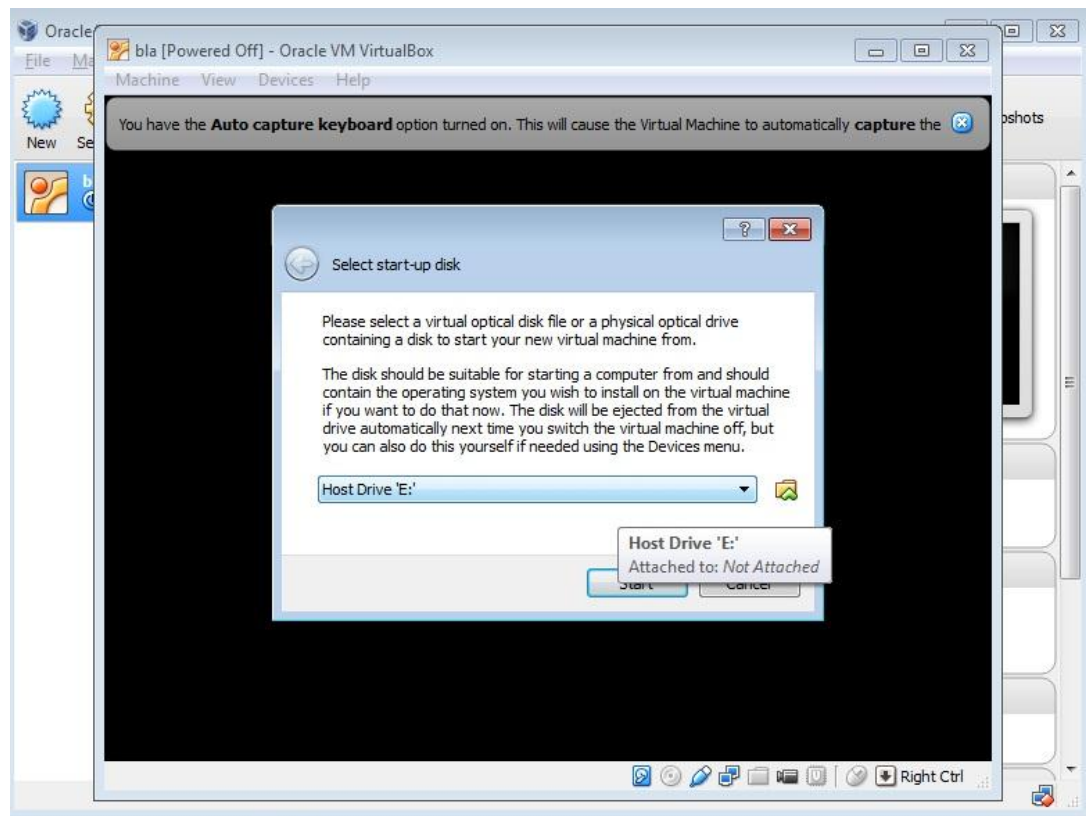 Oracle
File
New
bla [Powered Off] - Oracle VM VirtualBox
Machine View Devices Help
You have the Auto capture keyboard option turned on. This will cause the Virtual Machine to automatically capture the
Select start-up disk
Please select a virtual optical disk file or a physical optical drive
containing a disk to start your new virtual machine from.
The disk should be suitable for starting a computer from and should
contain the operating system you wish to install on the virtual machine
if you want to do that now. The disk will be ejected from the virtual
drive automatically next time you switch the virtual machine off, but
you can also do this yourself if needed using the Devices menu.
Host Drive 'E:'
Host Drive 'E:'
Attached to: Not Attached
Start Cancel
Right Ctrl